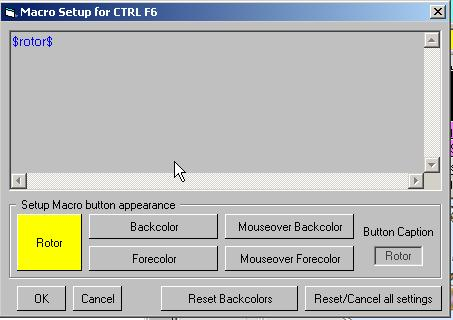 Macro Setup for CTRL F6
$rotor$
Setup Macro button appearance
Rotor
Backcolor
Mouseover Backcolor
Button Caption
Forecolor
Mouseover Forecolor
Rotor
OK
Cancel
Reset Backcolors
Reset/Cancel all settings